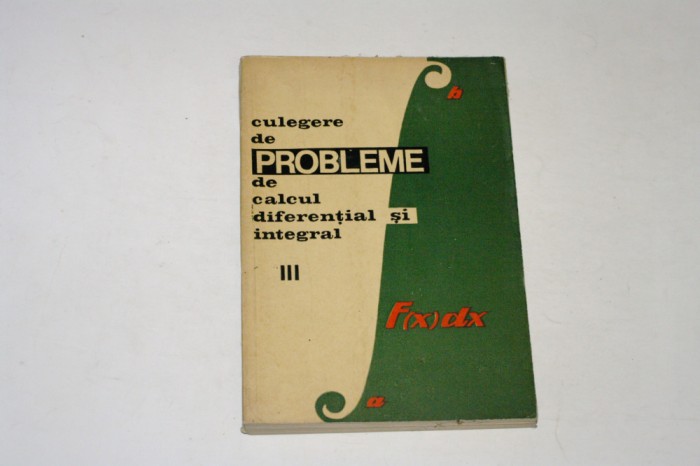 culegere
de
PROBLEME
de
calcul
diferențial și
integral
III
b
F(x)dx
a